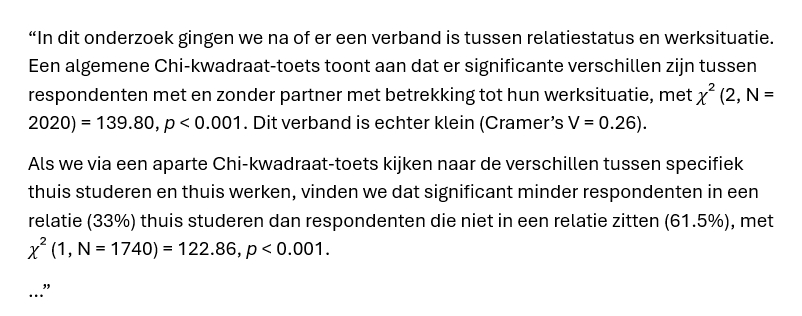 “In dit onderzoek gingen we na of er een verband is tussen relatiestatus en werksituatie.
Een algemene Chi-kwadraat-toets toont aan dat er significante verschillen zijn tussen
respondenten met en zonder partner met betrekking tot hun werksituatie, met χ² (2, N =
2020) = 139.80, p < 0.001. Dit verband is echter klein (Cramer’s V = 0.26).
Als we via een aparte Chi-kwadraat-toets kijken naar de verschillen tussen specifiek
thuis studeren en thuis werken, vinden we dat significant minder respondenten in een
relatie (33%) thuis studeren dan respondenten die niet in een relatie zitten (61.5%), met
χ² (1, N = 1740) = 122.86, p < 0.001.
...”